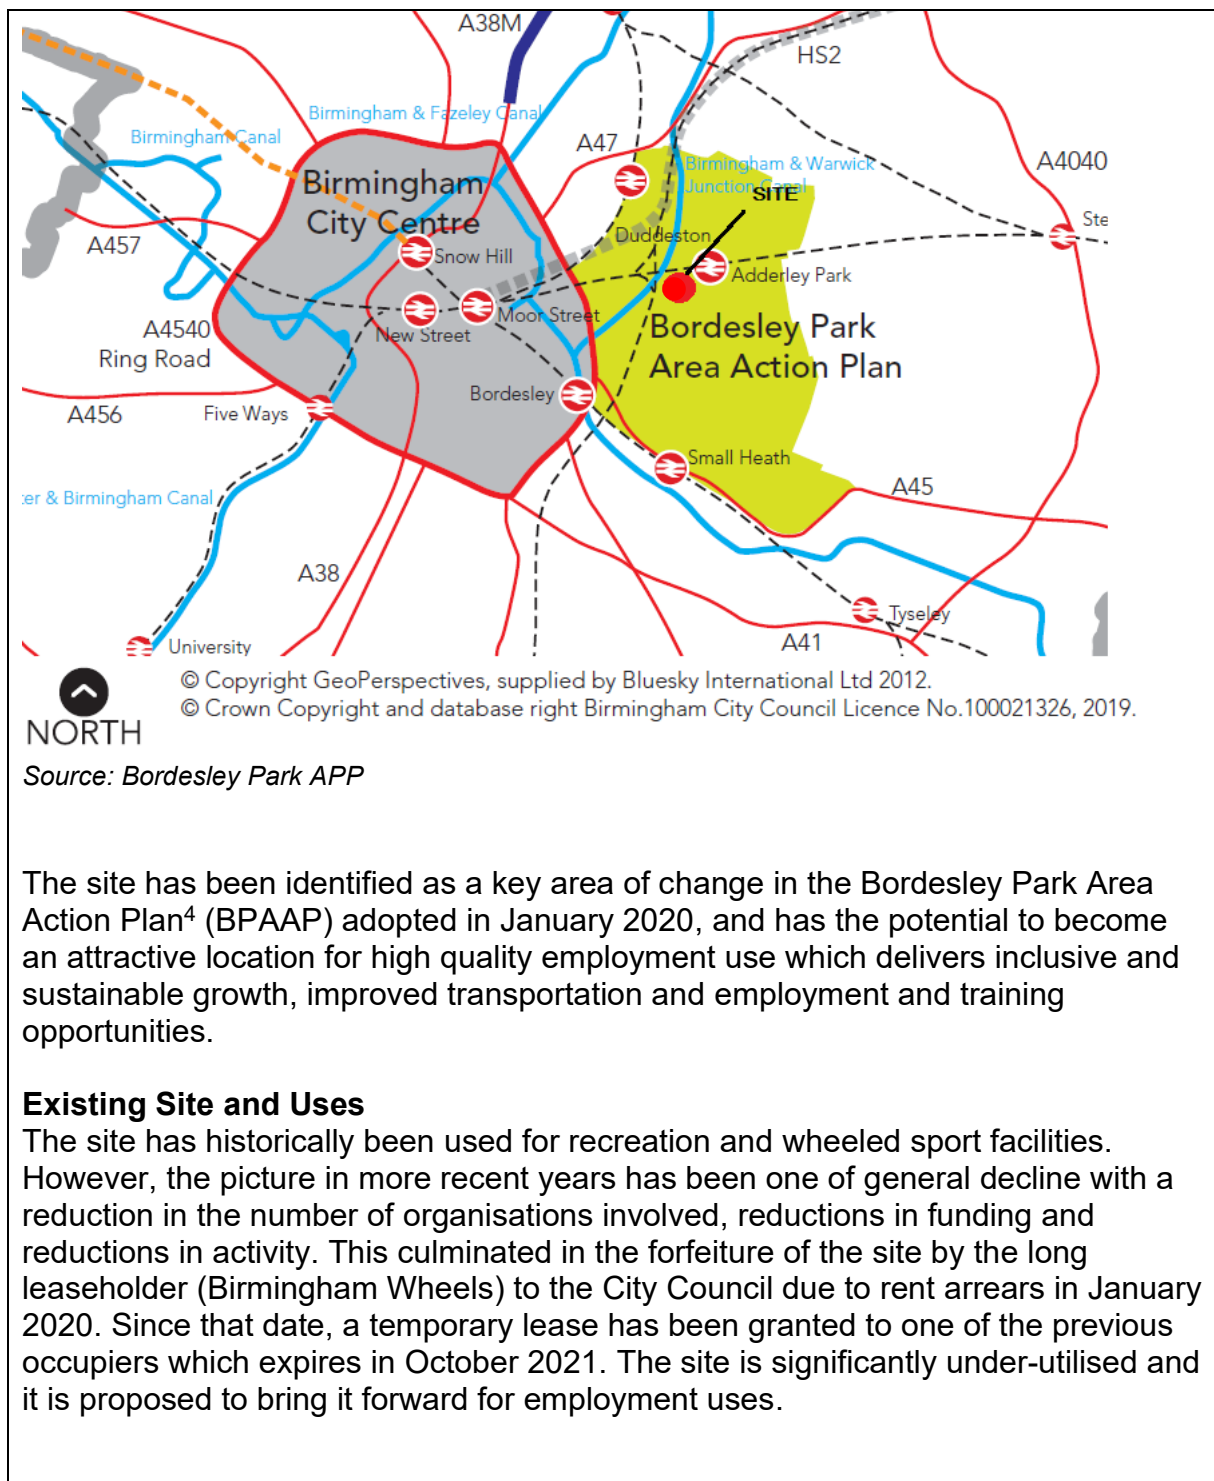 A38M
HS2
Birmingham & Fazeley Canal
Birmingham Canal
A47
A4040
Birmingham & Warwick
Junction Canal
SITE
Birmingham
City Centre
Ste
A457
Duddeston
Snow Hill
Adderley Park
Moor Street
A4540
Ring Road
New Street
Bordesley Park
Area Action Plan
Bordesley
A456
Five Ways
Small Heath
A45
ter & Birmingham Canal
A38
Tyseley
A41
University
NORTH
© Copyright GeoPerspectives, supplied by Bluesky International Ltd 2012.
© Crown Copyright and database right Birmingham City Council Licence No.100021326, 2019.
Source: Bordesley Park APP
The site has been identified as a key area of change in the Bordesley Park Area
Action Plan⁴ (BPAAP) adopted in January 2020, and has the potential to become
an attractive location for high quality employment use which delivers inclusive and
sustainable growth, improved transportation and employment and training
opportunities.
Existing Site and Uses
The site has historically been used for recreation and wheeled sport facilities.
However, the picture in more recent years has been one of general decline with a
reduction in the number of organisations involved, reductions in funding and
reductions in activity. This culminated in the forfeiture of the site by the long
leaseholder (Birmingham Wheels) to the City Council due to rent arrears in January
2020. Since that date, a temporary lease has been granted to one of the previous
occupiers which expires in October 2021. The site is significantly under-utilised and
it is proposed to bring it forward for employment uses.